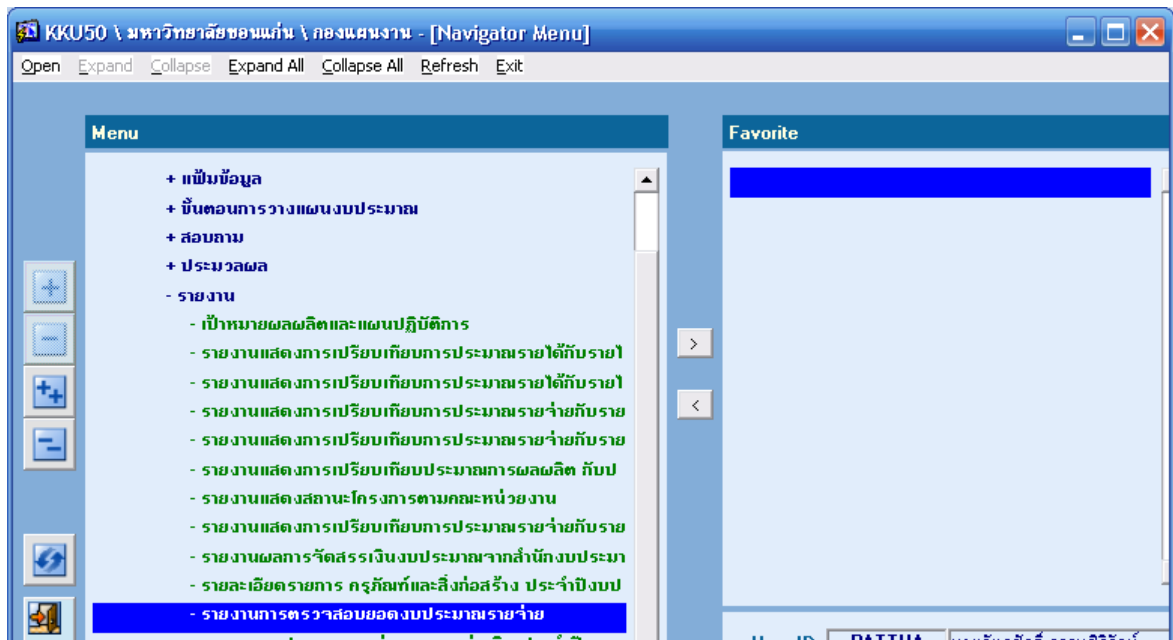 KKU50 \ มหาวิทยาลัยขอนแก่น \ กองแผนงาน - [Navigator Menu]
Open Expand Collapse Expand All Collapse All Refresh Exit
Menu
Favorite
+ แฟ้มข้อมูล
+ ขั้นตอนการวางแผนงบประมาณ
+ สอบถาม
+ ประมวลผล
- รายงาน
- เป้าหมายผลผลิตและแผนปฏิบัติการ
- รายงานแสดงการเปรียบเทียบการประมาณรายได้กับรายไ
- รายงานแสดงการเปรียบเทียบการประมาณรายได้กับรายไ
- รายงานแสดงการเปรียบเทียบการประมาณรายจ่ายกับราย
- รายงานแสดงการเปรียบเทียบการประมาณรายจ่ายกับราย
- รายงานแสดงการเปรียบเทียบประมาณการผลผลิต กับป
- รายงานแสดงสถานะโครงการตามคณะหน่วยงาน
- รายงานแสดงการเปรียบเทียบการประมาณรายจ่ายกับราย
- รายงานผลการจัดสรรเงินงบประมาณจากสำนักงบประมา
- รายละเอียดรายการ ครุภัณฑ์และสิ่งก่อสร้าง ประจำปีงบป
- รายงานการตรวจสอบยอดงบประมาณรายจ่าย